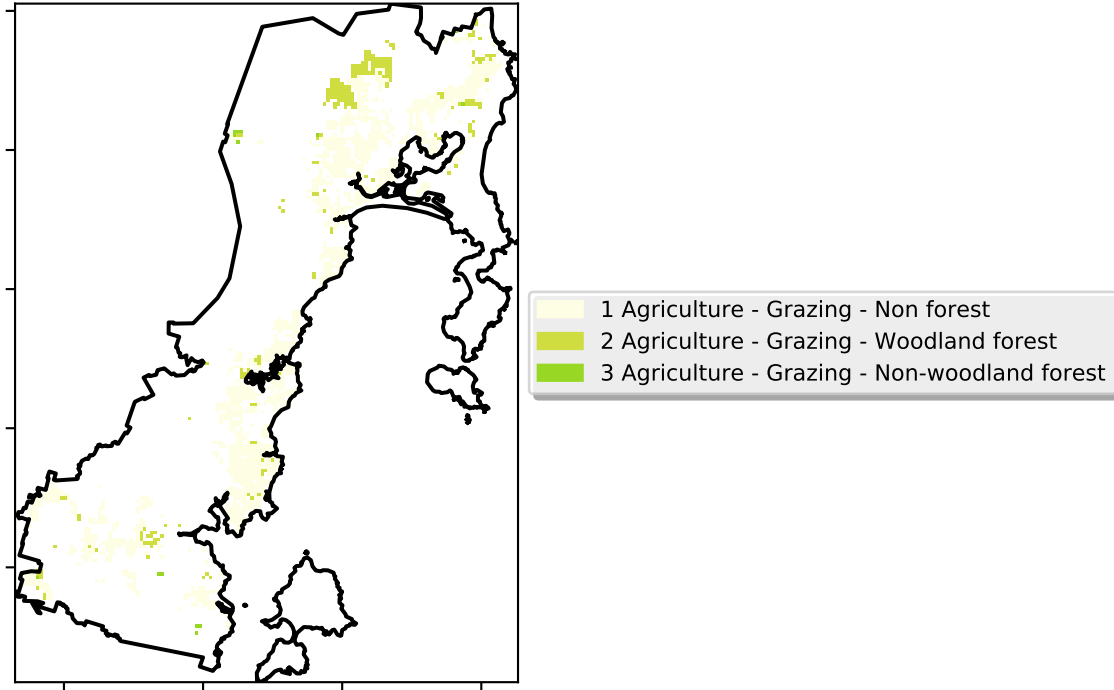 1 Agriculture - Grazing - Non forest
2 Agriculture - Grazing - Woodland forest
3 Agriculture - Grazing - Non-woodland forest